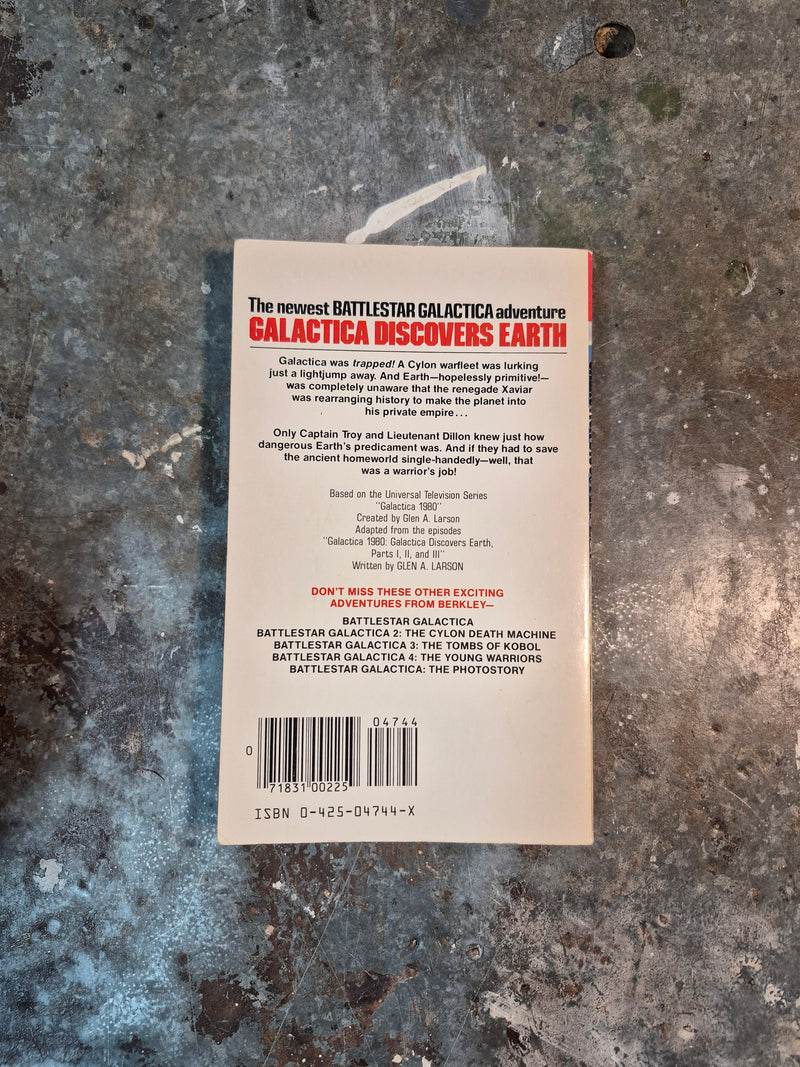 The newest BATTLESTAR GALACTICA adventure
GALACTICA DISCOVERS EARTH
Galactica was trapped! A Cylon warfleet was lurking
just a lightjump away. And Earth—hopelessly primitive!—
was completely unaware that the renegade Xaviar
was rearranging history to make the planet into
his private empire...
Only Captain Troy and Lieutenant Dillon knew just how
dangerous Earth's predicament was. And if they had to save
the ancient homeworld single-handedly—well, that
was a warrior's job!
Based on the Universal Television Series
"Galactica 1980"
Created by Glen A. Larson
Adapted from the episodes
"Galactica 1980: Galactica Discovers Earth,
Parts I, II, and III"
Written by GLEN A. LARSON
DON'T MISS THESE OTHER EXCITING
ADVENTURES FROM BERKLEY—
BATTLESTAR GALACTICA
BATTLESTAR GALACTICA 2: THE CYLON DEATH MACHINE
BATTLESTAR GALACTICA 3: THE TOMBS OF KOBOL
BATTLESTAR GALACTICA 4: THE YOUNG WARRIORS
BATTLESTAR GALACTICA: THE PHOTOSTORY
04744
0
71831 00225
ISBN 0-425-04744-X